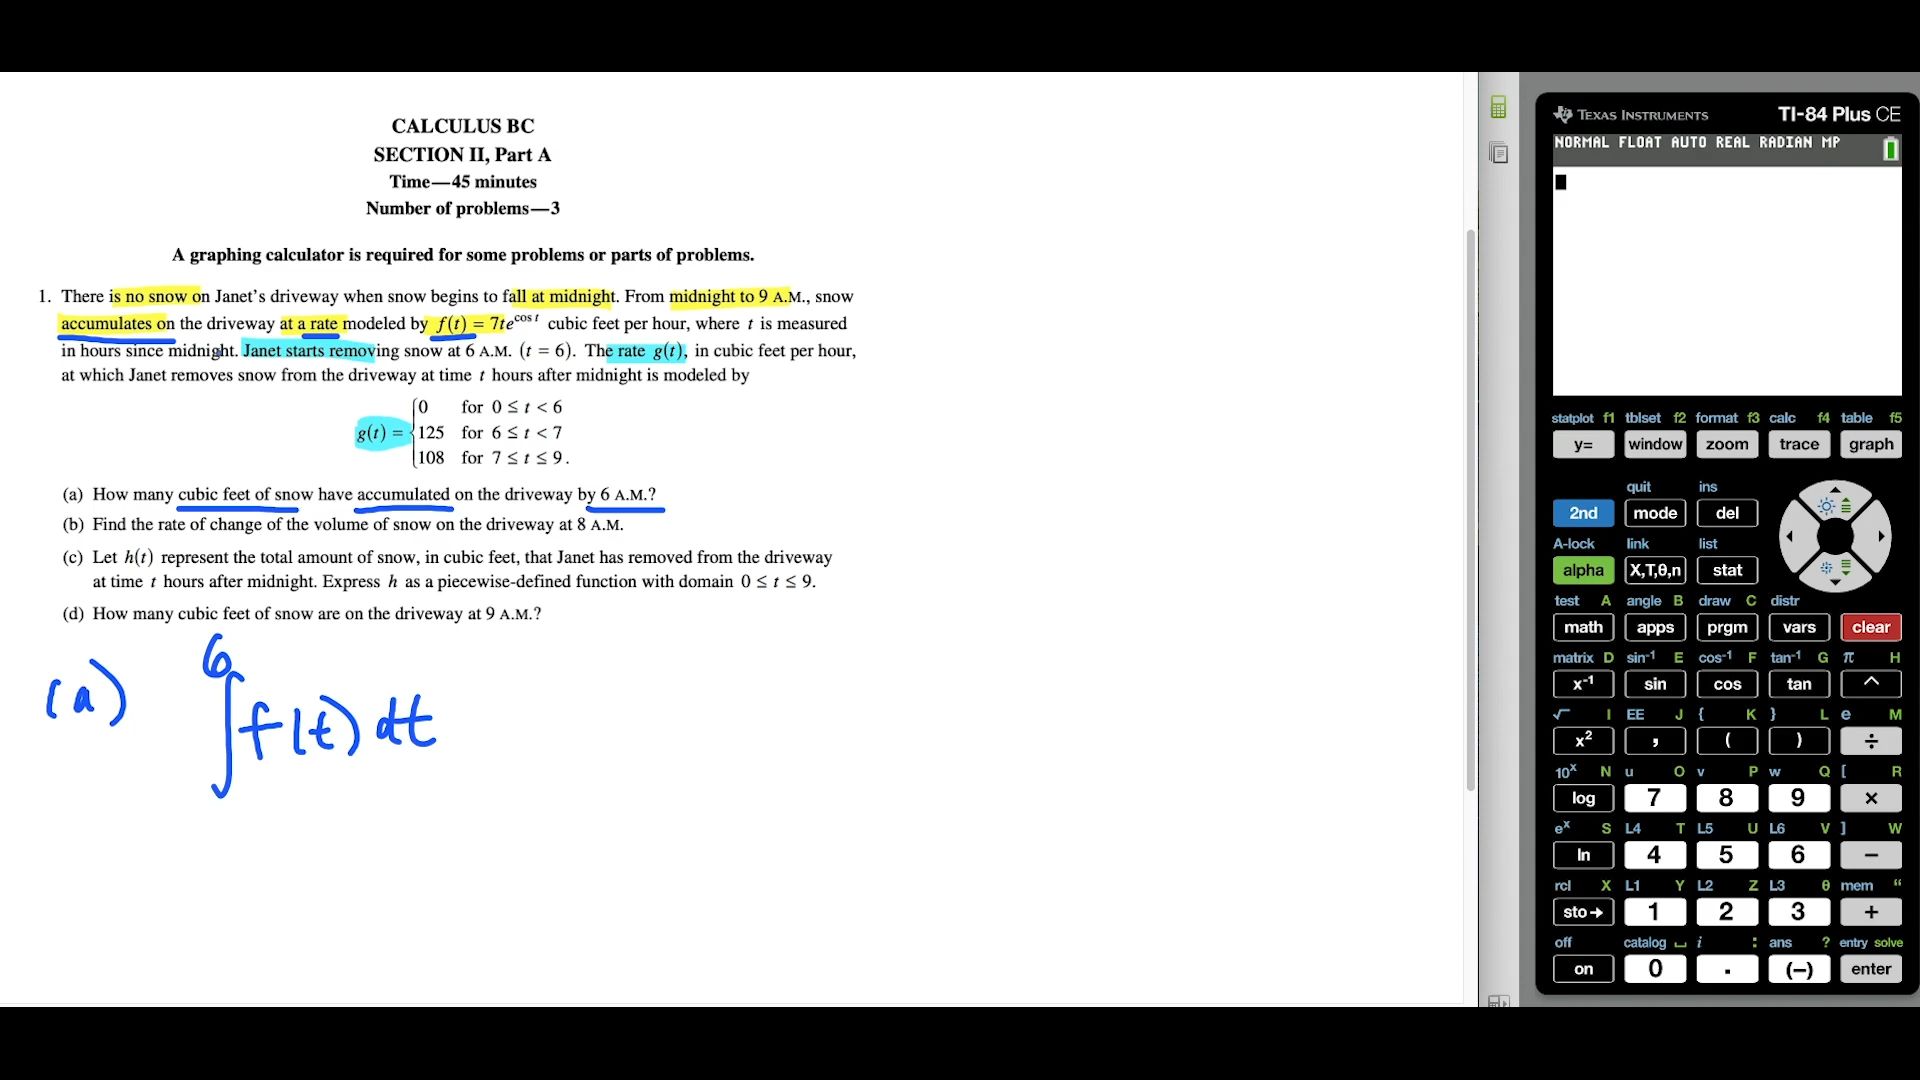 CALCULUS BC
SECTION II, Part A
Time—45 minutes
Number of problems—3
A graphing calculator is required for some problems or parts of problems.
1. There is no snow on Janet's driveway when snow begins to fall at midnight. From midnight to 9 A.M., snow
accumulates on the driveway at a rate modeled by f(t) = 7te^cos t cubic feet per hour, where t is measured
in hours since midnight. Janet starts removing snow at 6 A.M. (t = 6). The rate g(t), in cubic feet per hour,
at which Janet removes snow from the driveway at time t hours after midnight is modeled by
0 for 0 ≤ t < 6
g(t) = { 125 for 6 ≤ t < 7
108 for 7 ≤ t ≤ 9.
(a) How many cubic feet of snow have accumulated on the driveway by 6 A.M.?
(b) Find the rate of change of the volume of snow on the driveway at 8 A.M.
(c) Let h(t) represent the total amount of snow, in cubic feet, that Janet has removed from the driveway
at time t hours after midnight. Express h as a piecewise-defined function with domain 0 ≤ t ≤ 9.
(d) How many cubic feet of snow are on the driveway at 9 A.M.?
6
(a) ∫ f(t) dt
TEXAS INSTRUMENTS TI-84 Plus CE
NORMAL FLOAT AUTO REAL RADIAN MP
statplot f1 tblset f2 format f3 calc f4 table f5
y= window zoom trace graph
quit ins
2nd mode del
A-lock link list
alpha X,T,θ,n stat
test A angle B draw C distr
math apps prgm vars clear
matrix D sin⁻¹ E cos⁻¹ F tan⁻¹ G π H
x⁻¹ sin cos tan ^
√ I EE J { K } L e M
x² , ( ) ÷
10ˣ N u O v P w Q [ R
log 7 8 9 ×
eˣ S L4 T L5 U L6 V ] W
ln 4 5 6 −
rcl X L1 Y L2 Z L3 θ mem “
sto→ 1 2 3 +
off catalog ⎵ i : ans ? entry solve
on 0 . (−) enter